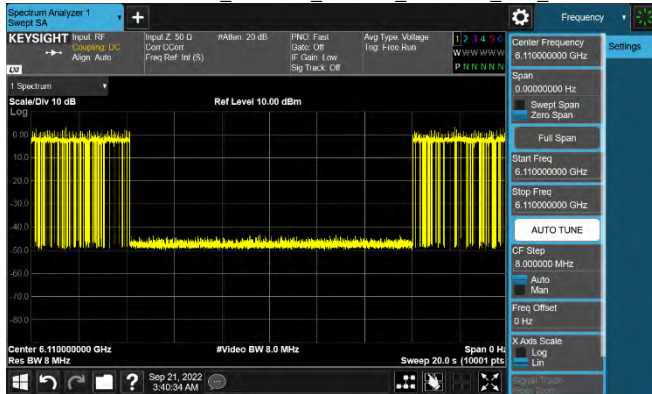 Spectrum Analyzer 1
Swept SA
+
Frequency
KEYSIGHT
Input: RF
Coupling: DC
Align: Auto
Input Z: 50 Ω
Corr CCorr
Freq Ref: Int (S)
#Atten: 20 dB
PNO: Fast
Gate: Off
IF Gain: Low
Sig Track: Off
Avg Type: Voltage
Trig: Free Run
1 2 3 4 5 6
W W W W W W
P N N N N N
LXI
Center Frequency
6.110000000 GHz
Settings
Span
0.00000000 Hz
Swept Span
Zero Span
Full Span
Start Freq
6.110000000 GHz
Stop Freq
6.110000000 GHz
AUTO TUNE
CF Step
8.000000 MHz
Auto
Man
Freq Offset
0 Hz
X Axis Scale
Log
Lin
Signal Track
1 Spectrum
Scale/Div 10 dB
Ref Level 10.00 dBm
Log
0.00
-10.0
-20.0
-30.0
-40.0
-50.0
-60.0
-70.0
-80.0
Center 6.110000000 GHz
#Video BW 8.0 MHz
Span 0 Hz
Res BW 8 MHz
Sweep 20.0 s (10001 pts
?
Sep 21, 2022
3:40:34 AM